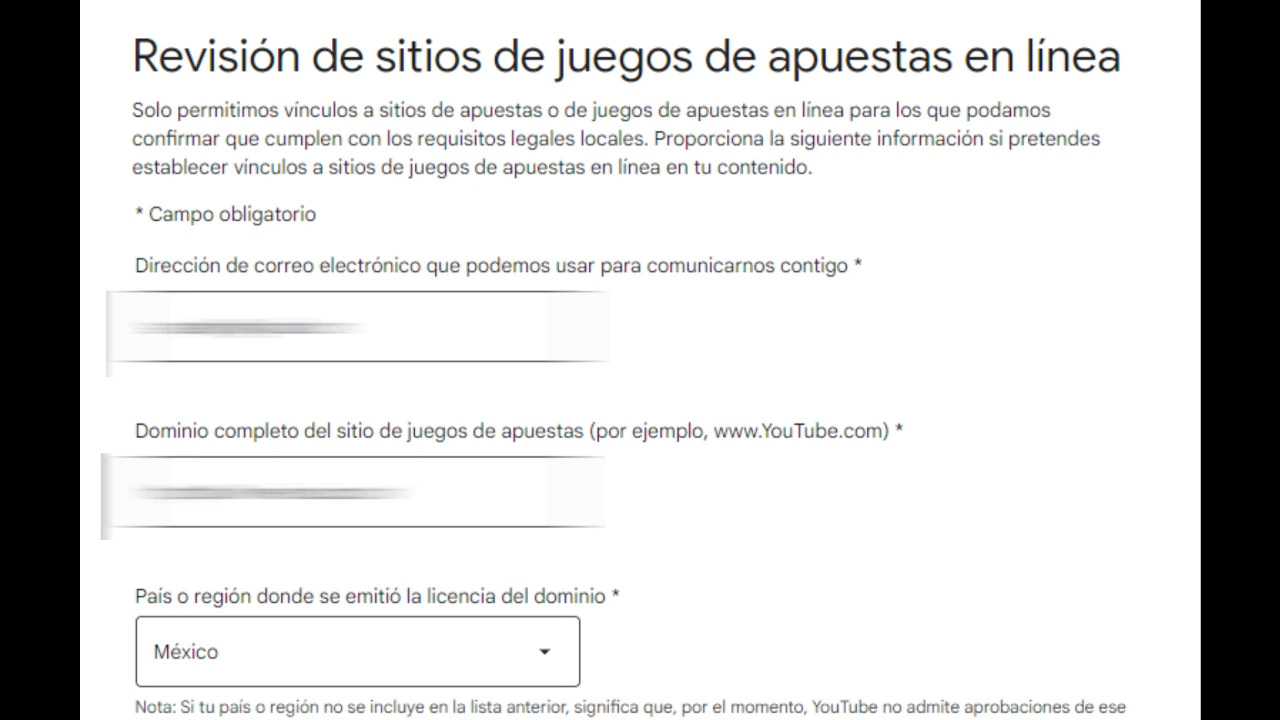 Revisión de sitios de juegos de apuestas en línea
Solo permitimos vínculos a sitios de apuestas o de juegos de apuestas en línea para los que podamos
confirmar que cumplen con los requisitos legales locales. Proporciona la siguiente información si pretendes
establecer vínculos a sitios de juegos de apuestas en línea en tu contenido.
* Campo obligatorio
Dirección de correo electrónico que podemos usar para comunicarnos contigo *
Dominio completo del sitio de juegos de apuestas (por ejemplo, www.YouTube.com) *
País o región donde se emitió la licencia del dominio *
México
Nota: Si tu país o región no se incluye en la lista anterior, significa que, por el momento, YouTube no admite aprobaciones de ese